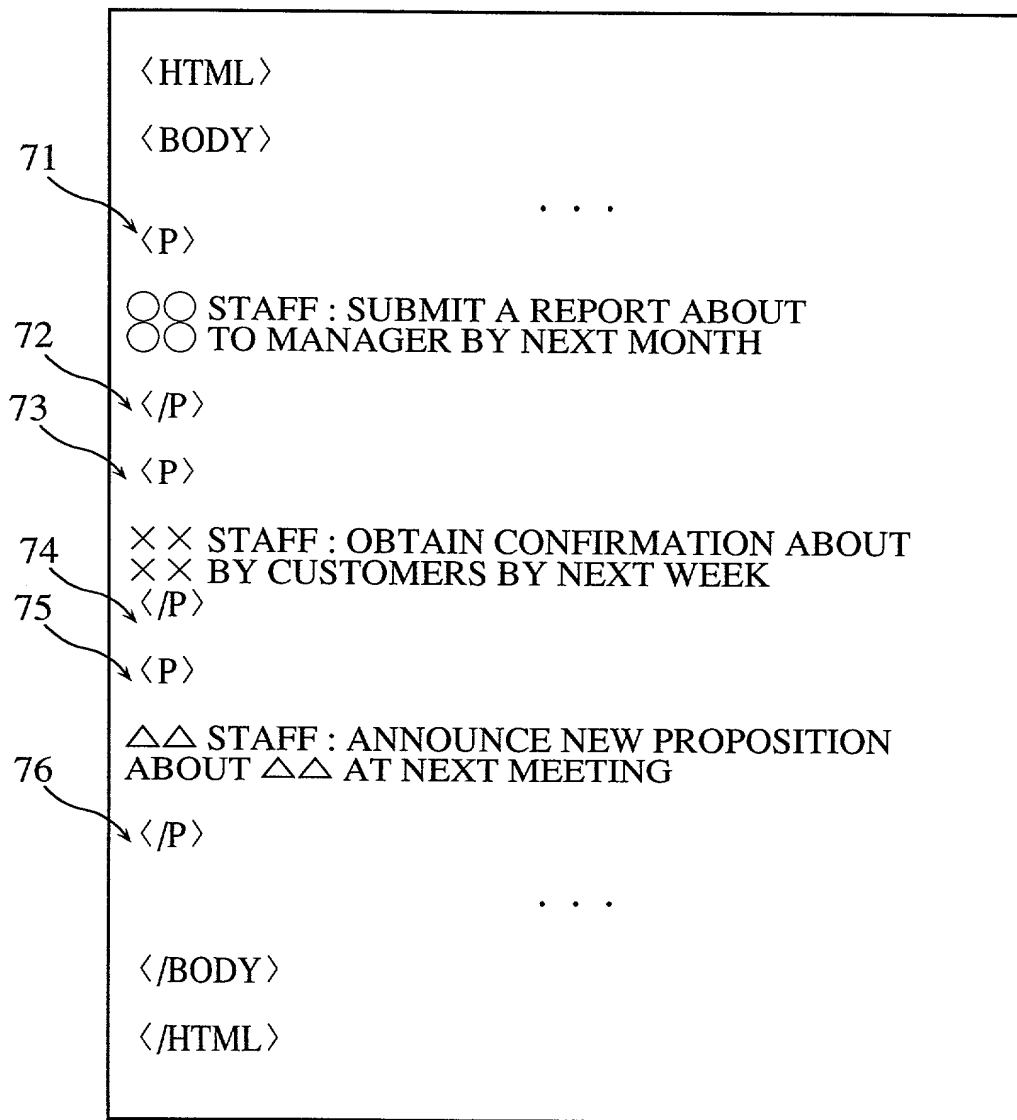 〈HTML〉
〈BODY〉
. . .
71
〈P〉
○○ STAFF : SUBMIT A REPORT ABOUT
○○ TO MANAGER BY NEXT MONTH
72
〈/P〉
73
〈P〉
×× STAFF : OBTAIN CONFIRMATION ABOUT
×× BY CUSTOMERS BY NEXT WEEK
74
〈/P〉
75
〈P〉
△△ STAFF : ANNOUNCE NEW PROPOSITION
ABOUT △△ AT NEXT MEETING
76
〈/P〉
. . .
〈/BODY〉
〈/HTML〉